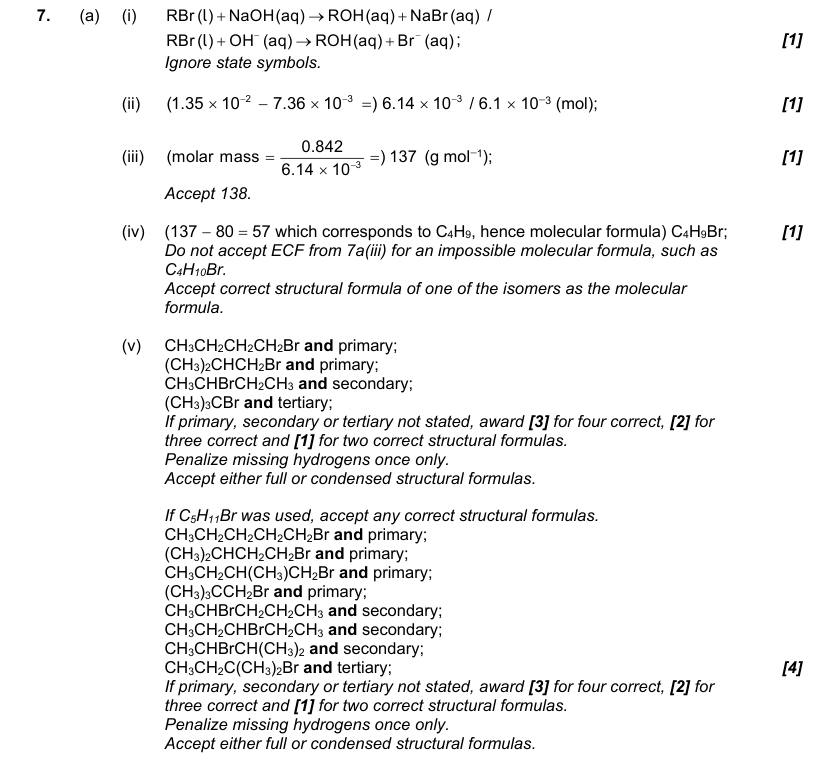 7. (a) (i) RBr (l) + NaOH (aq) → ROH (aq) + NaBr (aq) /
RBr (l) + OH⁻ (aq) → ROH (aq) + Br⁻ (aq); [1]
Ignore state symbols.
(ii) (1.35 × 10⁻² − 7.36 × 10⁻³ =) 6.14 × 10⁻³ / 6.1 × 10⁻³ (mol); [1]
(iii) (molar mass = 0.842 / 6.14 × 10⁻³ =) 137 (g mol⁻¹); [1]
Accept 138.
(iv) (137 − 80 = 57 which corresponds to C₄H₉, hence molecular formula) C₄H₉Br; [1]
Do not accept ECF from 7a(iii) for an impossible molecular formula, such as
C₄H₁₀Br.
Accept correct structural formula of one of the isomers as the molecular
formula.
(v) CH₃CH₂CH₂CH₂Br and primary;
(CH₃)₂CHCH₂Br and primary;
CH₃CHBrCH₂CH₃ and secondary;
(CH₃)₃CBr and tertiary;
If primary, secondary or tertiary not stated, award [3] for four correct, [2] for
three correct and [1] for two correct structural formulas.
Penalize missing hydrogens once only.
Accept either full or condensed structural formulas.
If C₅H₁₁Br was used, accept any correct structural formulas.
CH₃CH₂CH₂CH₂CH₂Br and primary;
(CH₃)₂CHCH₂CH₂Br and primary;
CH₃CH₂CH(CH₃)CH₂Br and primary;
(CH₃)₃CCH₂Br and primary;
CH₃CHBrCH₂CH₂CH₃ and secondary;
CH₃CH₂CHBrCH₂CH₃ and secondary;
CH₃CHBrCH(CH₃)₂ and secondary;
CH₃CH₂C(CH₃)₂Br and tertiary; [4]
If primary, secondary or tertiary not stated, award [3] for four correct, [2] for
three correct and [1] for two correct structural formulas.
Penalize missing hydrogens once only.
Accept either full or condensed structural formulas.